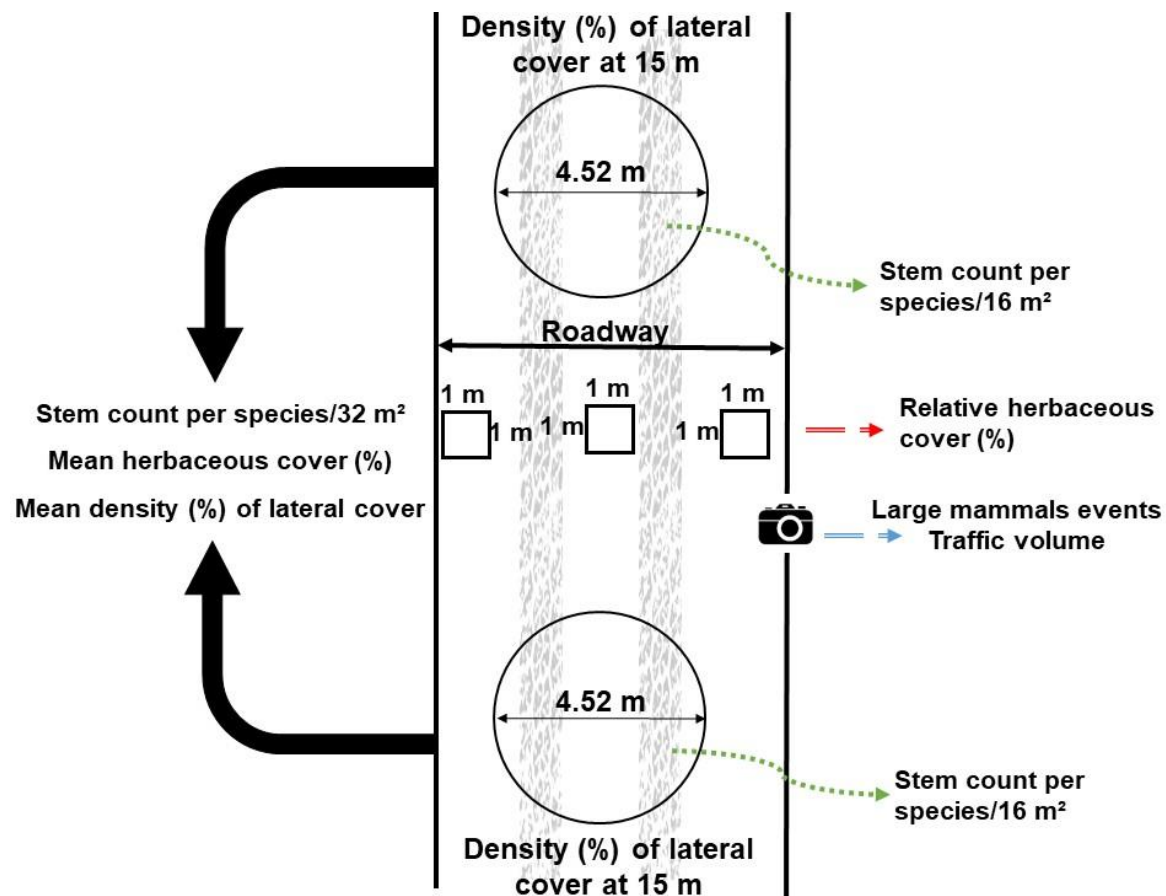 Density (%) of lateral
cover at 15 m
4.52 m
Stem count per
species/16 m²
Roadway
1 m
1 m
1 m
1 m
1 m
1 m
Relative herbaceous
cover (%)
Stem count per species/32 m²
Mean herbaceous cover (%)
Mean density (%) of lateral cover
Large mammals events
Traffic volume
4.52 m
Stem count per
species/16 m²
Density (%) of lateral
cover at 15 m